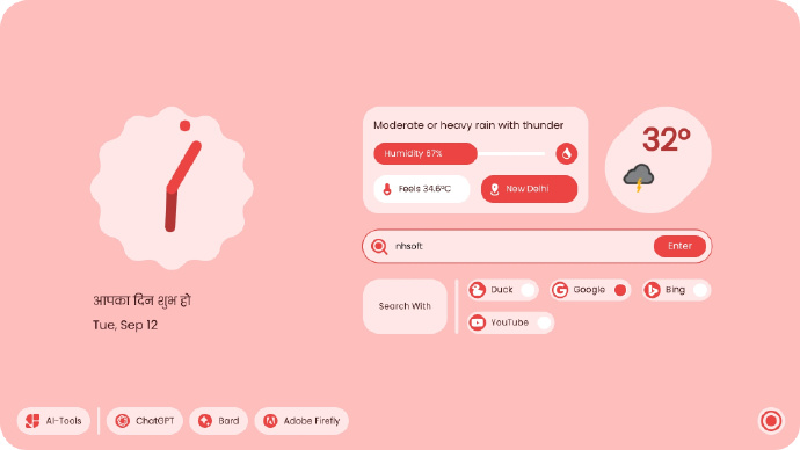 Moderate or heavy rain with thunder
Humidity 67%
Feels 34.6°C
New Delhi
32°
nhsoft
Enter
आपका दिन शुभ हो
Tue, Sep 12
Search With
Duck
Google
Bing
YouTube
AI-Tools
ChatGPT
Bard
Adobe Firefly